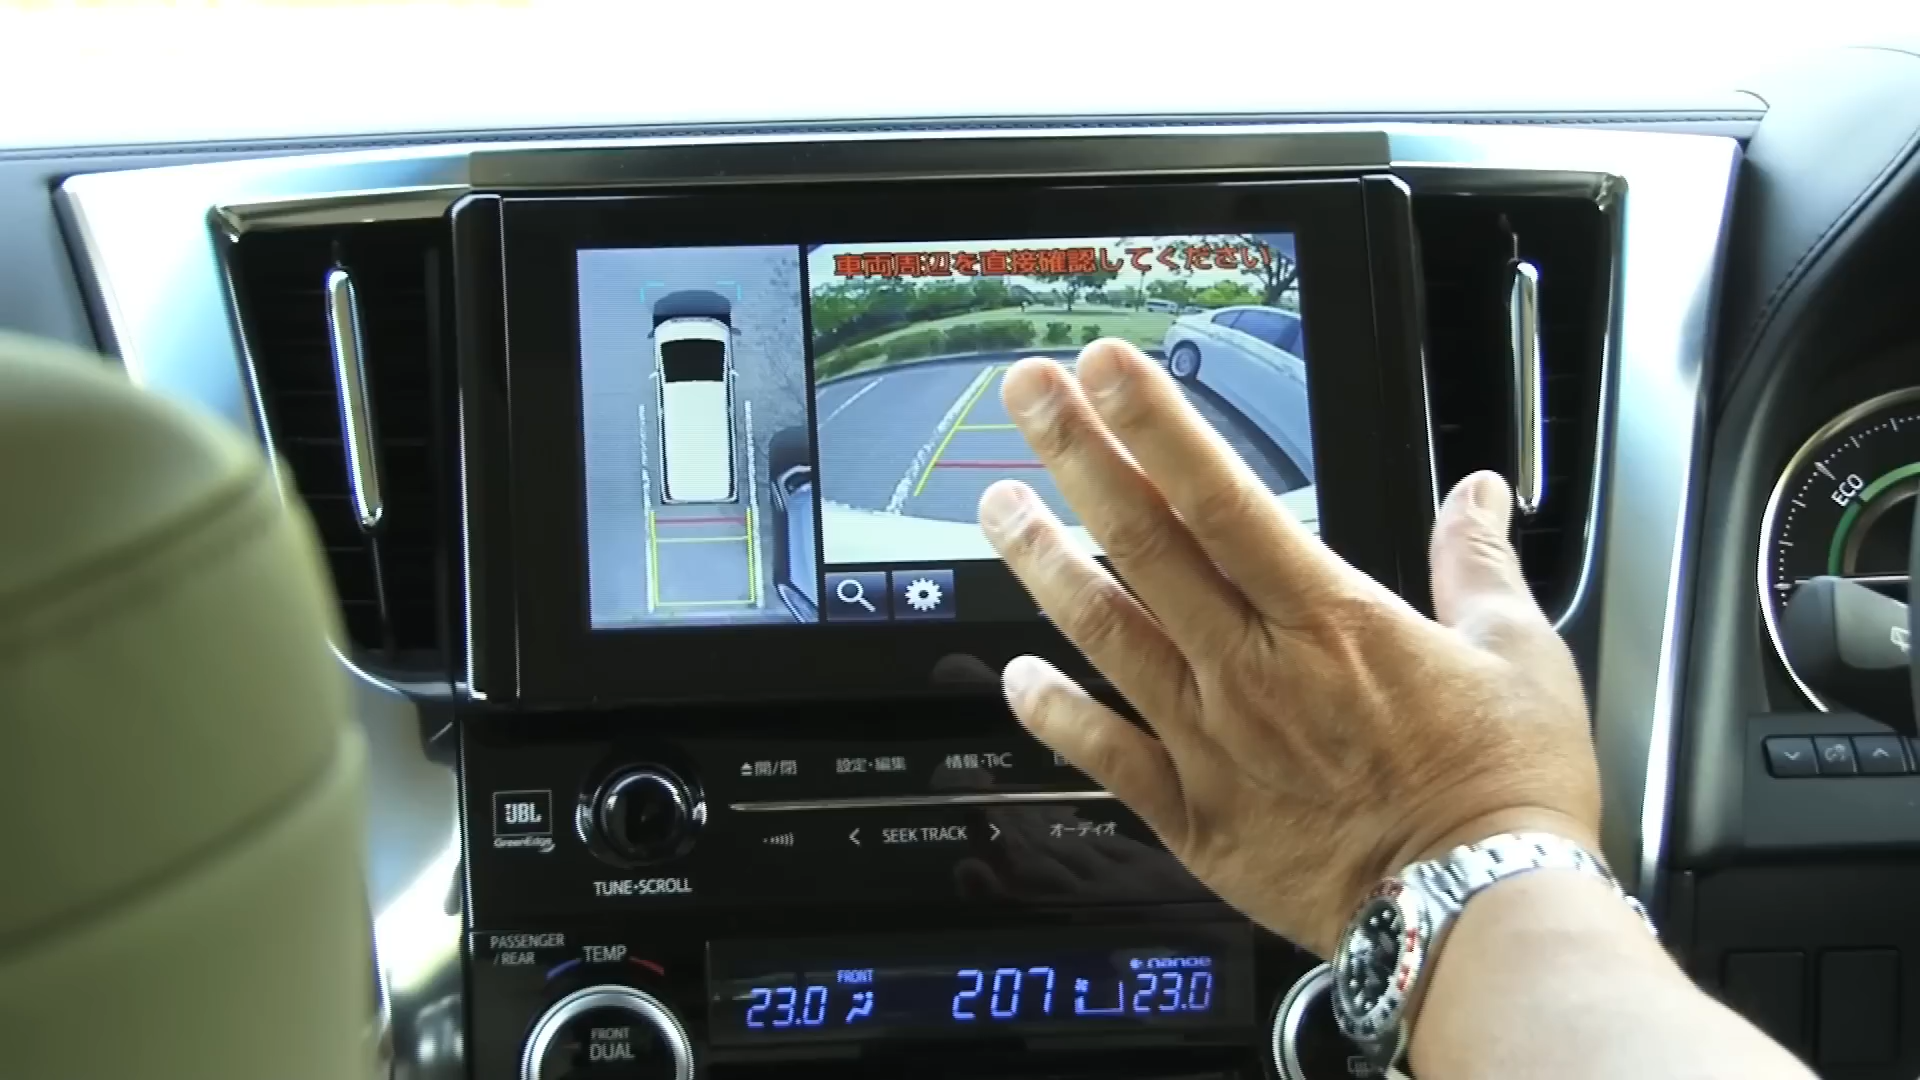 車両周辺を直接確認してください
ECO
開/閉
設定・編集
情報・TC
JBL
GreenEdge
< SEEK TRACK >
オーディオ
TUNE・SCROLL
PASSENGER
/ REAR
TEMP
FRONT
nanoe
23.0
207
23.0
FRONT
DUAL